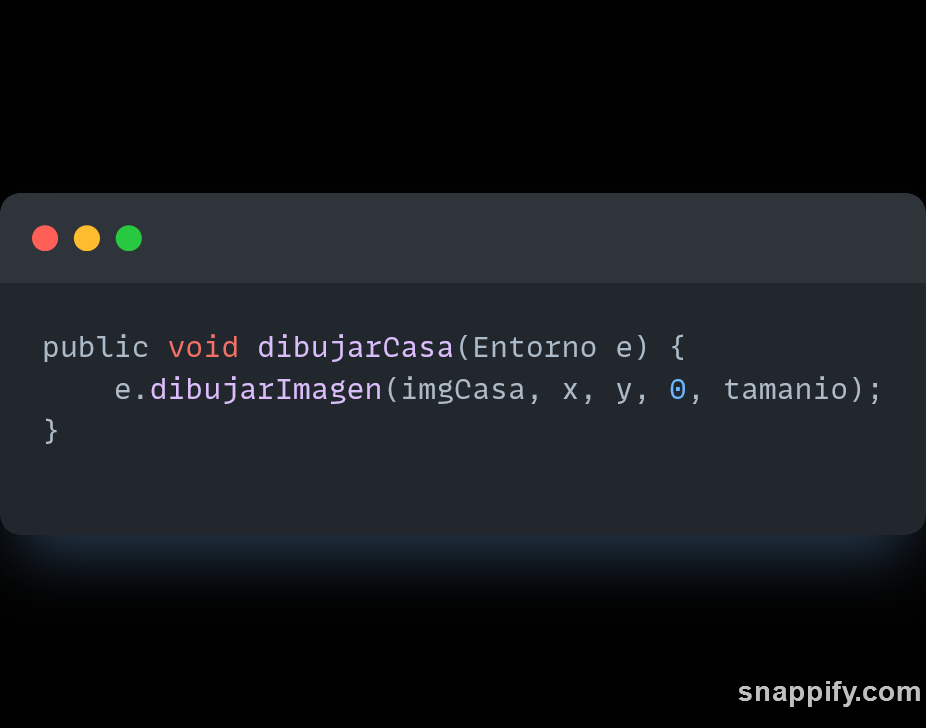 public void dibujarCasa(Entorno e) {
    e.dibujarImagen(imgCasa, x, y, 0, tamanio);
}
snappify.com